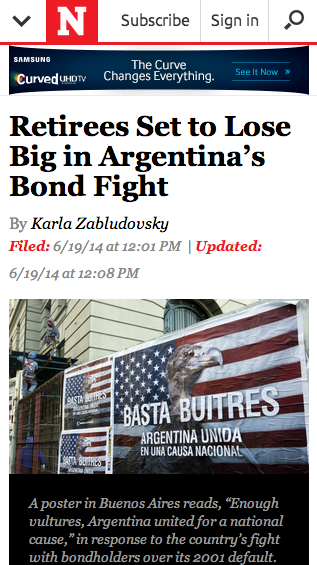 N
Subscribe
Sign in
SAMSUNG
Curved UHDTV
The Curve
Changes Everything.
See It Now »
Retirees Set to Lose
Big in Argentina's
Bond Fight
By Karla Zabludovsky
Filed: 6/19/14 at 12:01 PM | Updated:
6/19/14 at 12:08 PM
BASTA BUITRES
BASTA BUITRES
ARGENTINA UNIDA
EN UNA CAUSA NACIONAL
BASTA BUITRES
A poster in Buenos Aires reads, “Enough
vultures, Argentina united for a national
cause,” in response to the country's fight
with bondholders over its 2001 default.